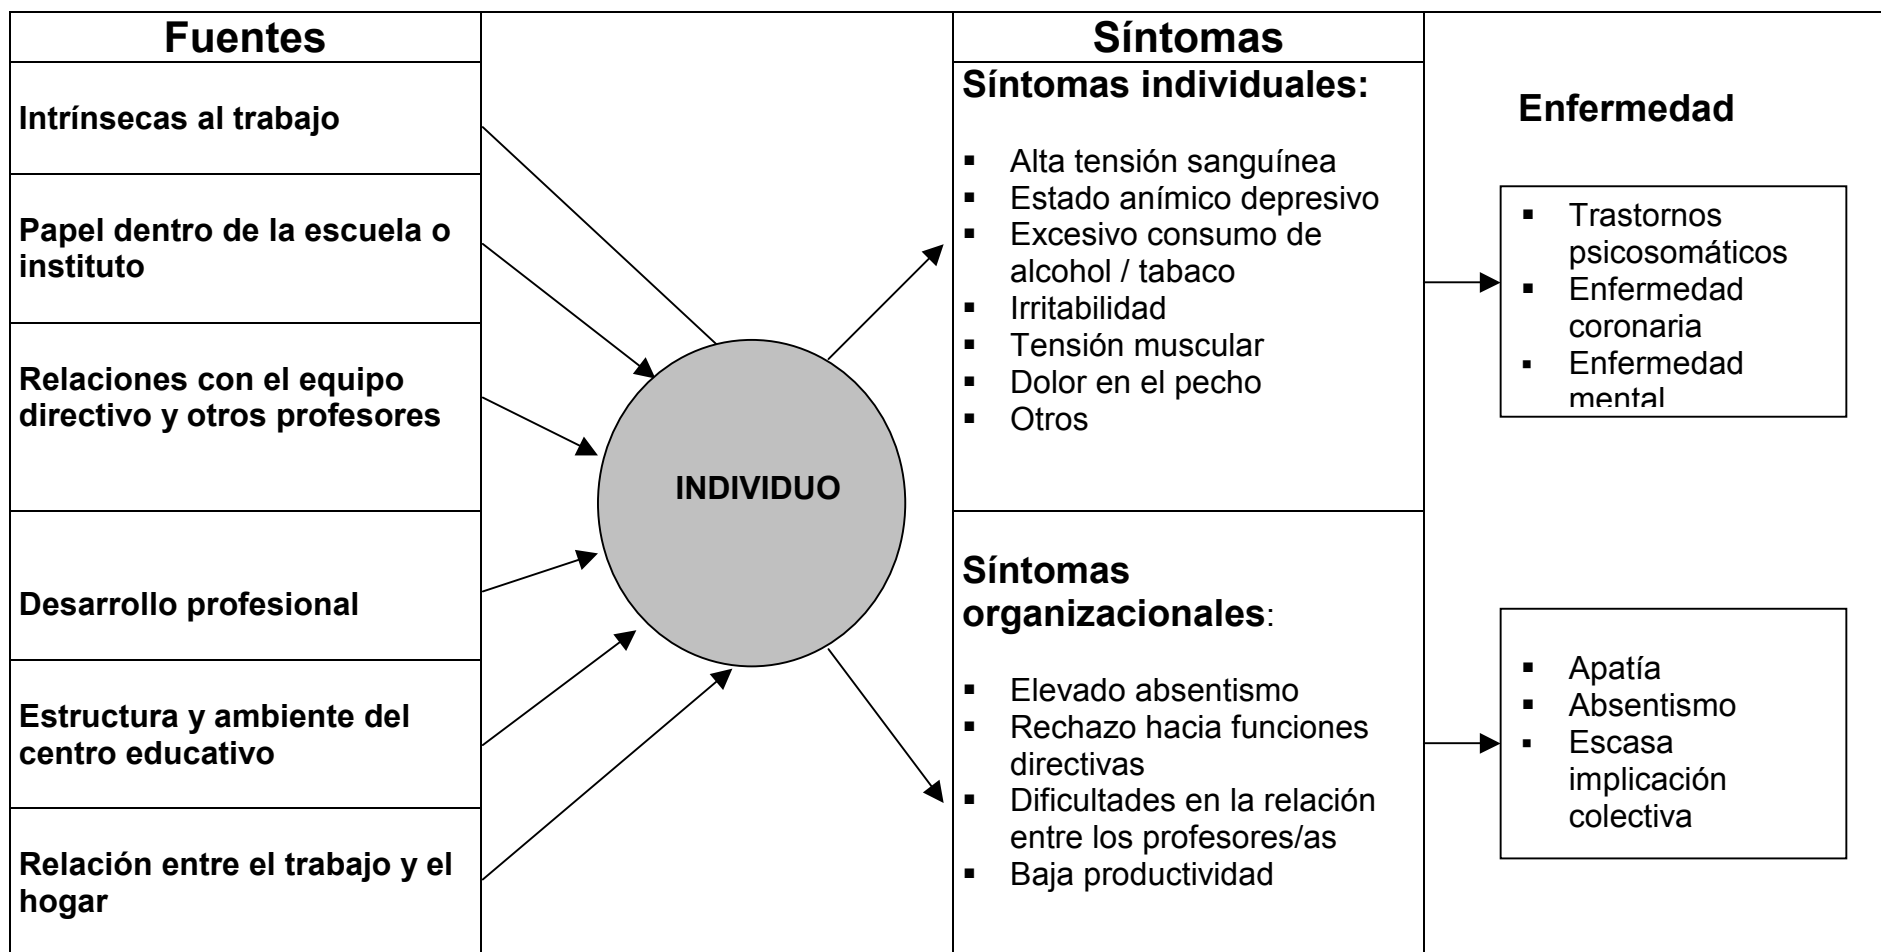 Fuentes
Intrínsecas al trabajo
Papel dentro de la escuela o
instituto
Relaciones con el equipo
directivo y otros profesores
Desarrollo profesional
Estructura y ambiente del
centro educativo
Relación entre el trabajo y el
hogar
INDIVIDUO
Síntomas
Síntomas individuales:
▪ Alta tensión sanguínea
▪ Estado anímico depresivo
▪ Excesivo consumo de
alcohol / tabaco
▪ Irritabilidad
▪ Tensión muscular
▪ Dolor en el pecho
▪ Otros
Síntomas
organizacionales:
▪ Elevado absentismo
▪ Rechazo hacia funciones
directivas
▪ Dificultades en la relación
entre los profesores/as
▪ Baja productividad
Enfermedad
▪ Trastornos
psicosomáticos
▪ Enfermedad
coronaria
▪ Enfermedad
mental
▪ Apatía
▪ Absentismo
▪ Escasa
implicación
colectiva